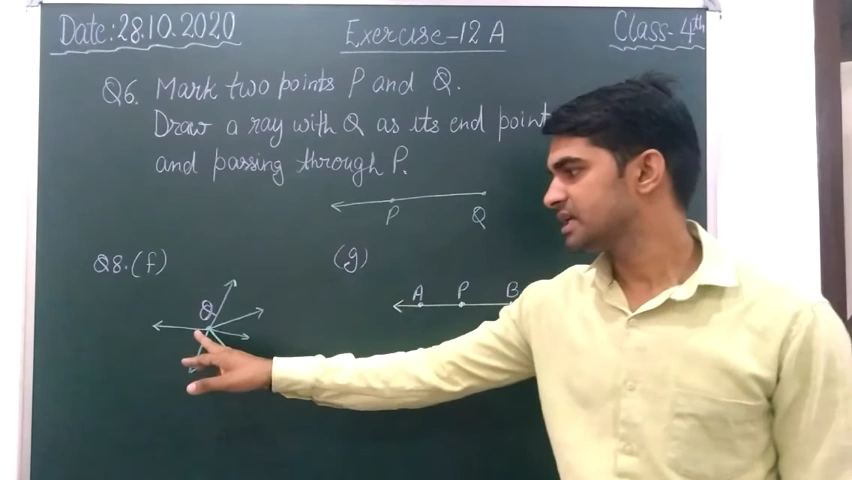 Date: 28.10.2020
Exercise-12 A
Class-4th
Q6. Mark two points P and Q.
Draw a ray with Q as its end point
and passing through P.
P Q
Q8. (f)
(g)
Q
A P B